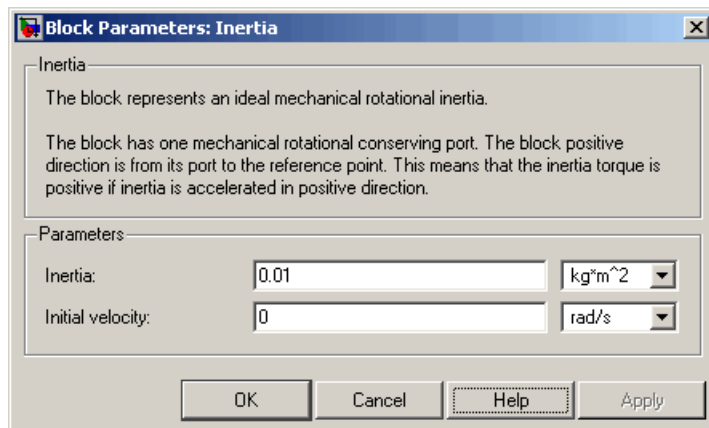 Block Parameters: Inertia
Inertia
The block represents an ideal mechanical rotational inertia.
The block has one mechanical rotational conserving port. The block positive
direction is from its port to the reference point. This means that the inertia torque is
positive if inertia is accelerated in positive direction.
Parameters
Inertia: 0.01 kg*m^2
Initial velocity: 0 rad/s
OK Cancel Help Apply